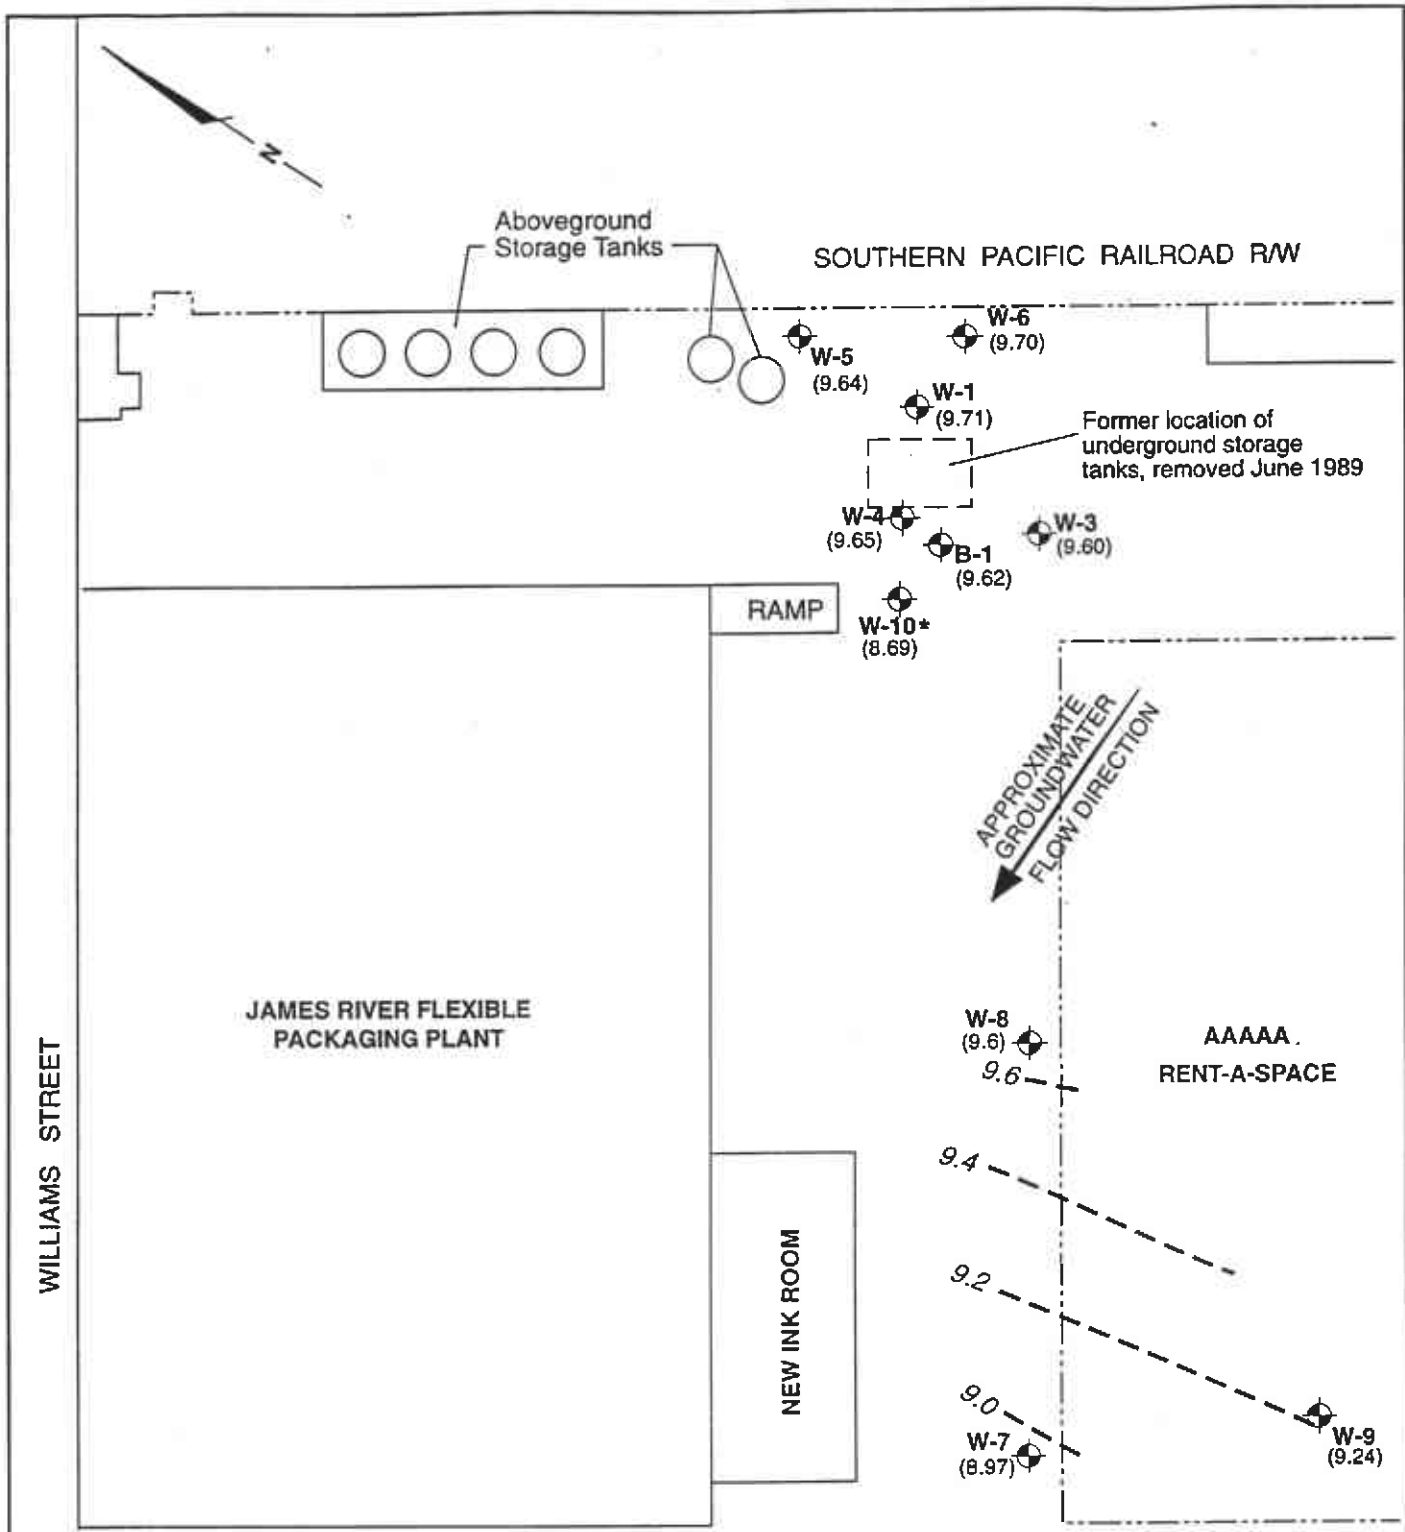 N
Aboveground
Storage Tanks
SOUTHERN PACIFIC RAILROAD R/W
W-6
(9.70)
W-5
(9.64)
W-1
(9.71)
Former location of
underground storage
tanks, removed June 1989
W-4
(9.65)
W-3
(9.60)
B-1
(9.62)
RAMP
W-10*
(8.69)
APPROXIMATE
GROUNDWATER
FLOW DIRECTION
JAMES RIVER FLEXIBLE
PACKAGING PLANT
W-8
(9.6)
9.6
AAAAA
RENT-A-SPACE
WILLIAMS STREET
9.4
9.2
NEW INK ROOM
9.0
W-7
(8.97)
W-9
(9.24)